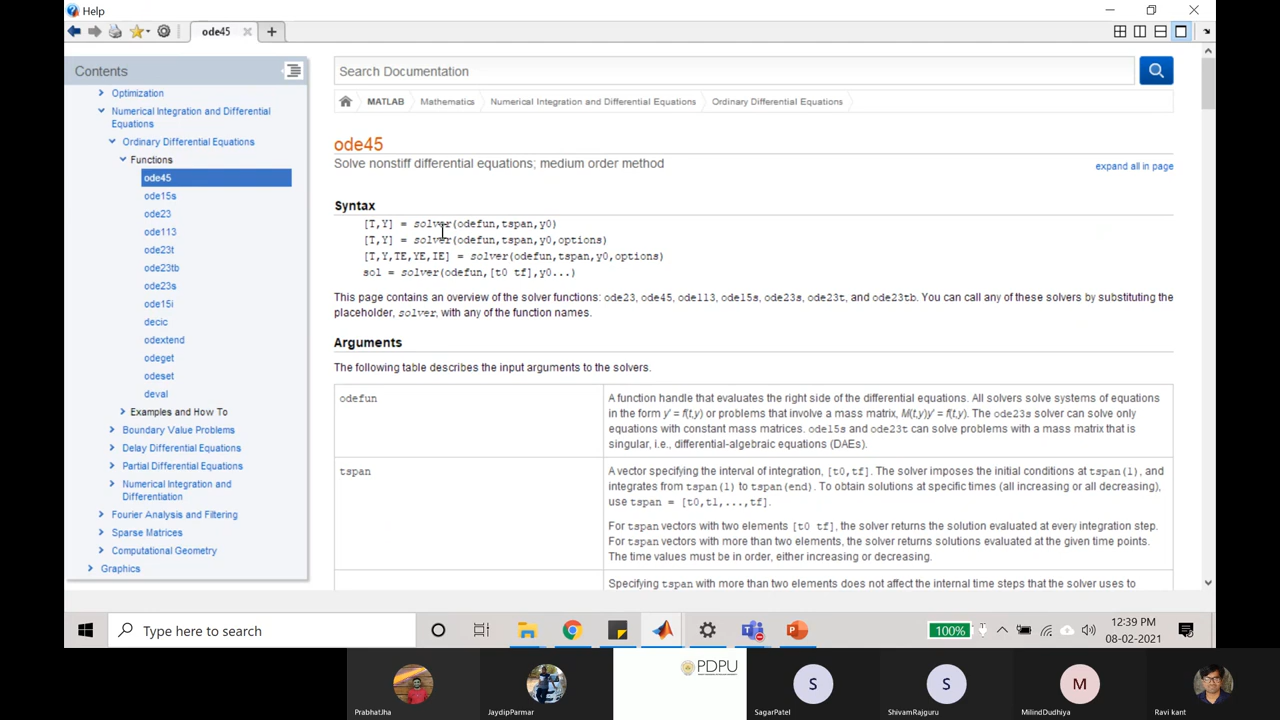 Help
ode45
Contents
Optimization
Numerical Integration and Differential
Equations
Ordinary Differential Equations
Functions
ode45
ode15s
ode23
ode113
ode23t
ode23tb
ode23s
ode15i
decic
odextend
odeget
odeset
deval
Examples and How To
Boundary Value Problems
Delay Differential Equations
Partial Differential Equations
Numerical Integration and
Differentiation
Fourier Analysis and Filtering
Sparse Matrices
Computational Geometry
Graphics
Search Documentation
MATLAB Mathematics Numerical Integration and Differential Equations Ordinary Differential Equations
ode45
Solve nonstiff differential equations; medium order method
expand all in page
Syntax
[T,Y] = solver(odefun,tspan,y0)
[T,Y] = solver(odefun,tspan,y0,options)
[T,Y,TE,YE,IE] = solver(odefun,tspan,y0,options)
sol = solver(odefun,[t0 tf],y0...)
This page contains an overview of the solver functions: ode23, ode45, ode113, ode15s, ode23s, ode23t, and ode23tb. You can call any of these solvers by substituting the
placeholder, solver, with any of the function names.
Arguments
The following table describes the input arguments to the solvers.
odefun
A function handle that evaluates the right side of the differential equations. All solvers solve systems of equations
in the form y' = f(t,y) or problems that involve a mass matrix, M(t,y)y' = f(t,y). The ode23s solver can solve only
equations with constant mass matrices. ode15s and ode23t can solve problems with a mass matrix that is
singular, i.e., differential-algebraic equations (DAEs).
tspan
A vector specifying the interval of integration, [t0,tf]. The solver imposes the initial conditions at tspan(1), and
integrates from tspan(1) to tspan(end). To obtain solutions at specific times (all increasing or all decreasing),
use tspan = [t0,t1,...,tf].
For tspan vectors with two elements [t0 tf], the solver returns the solution evaluated at every integration step.
For tspan vectors with more than two elements, the solver returns solutions evaluated at the given time points.
The time values must be in order, either increasing or decreasing.
Specifying tspan with more than two elements does not affect the internal time steps that the solver uses to
Type here to search
100%
12:39 PM
08-02-2021
PDPU
S
S
M
PrabhatJha
JaydipParmar
SagarPatel
ShivamRajguru
MilindDudhiya
Ravi kant